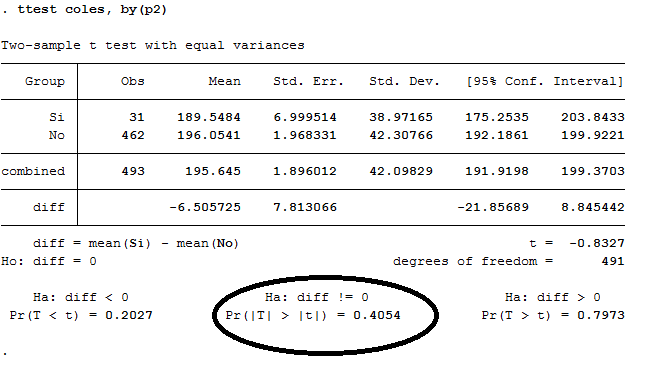 . ttest coles, by(p2)
Two-sample t test with equal variances
Group Obs Mean Std. Err. Std. Dev. [95% Conf. Interval]
Si 31 189.5484 6.999514 38.97165 175.2535 203.8433
No 462 196.0541 1.968331 42.30766 192.1861 199.9221
combined 493 195.645 1.896012 42.09829 191.9198 199.3703
diff -6.505725 7.813066 -21.85689 8.845442
diff = mean(Si) - mean(No) t = -0.8327
Ho: diff = 0 degrees of freedom = 491
Ha: diff < 0 Ha: diff != 0 Ha: diff > 0
Pr(T < t) = 0.2027 Pr(|T| > |t|) = 0.4054 Pr(T > t) = 0.7973
.